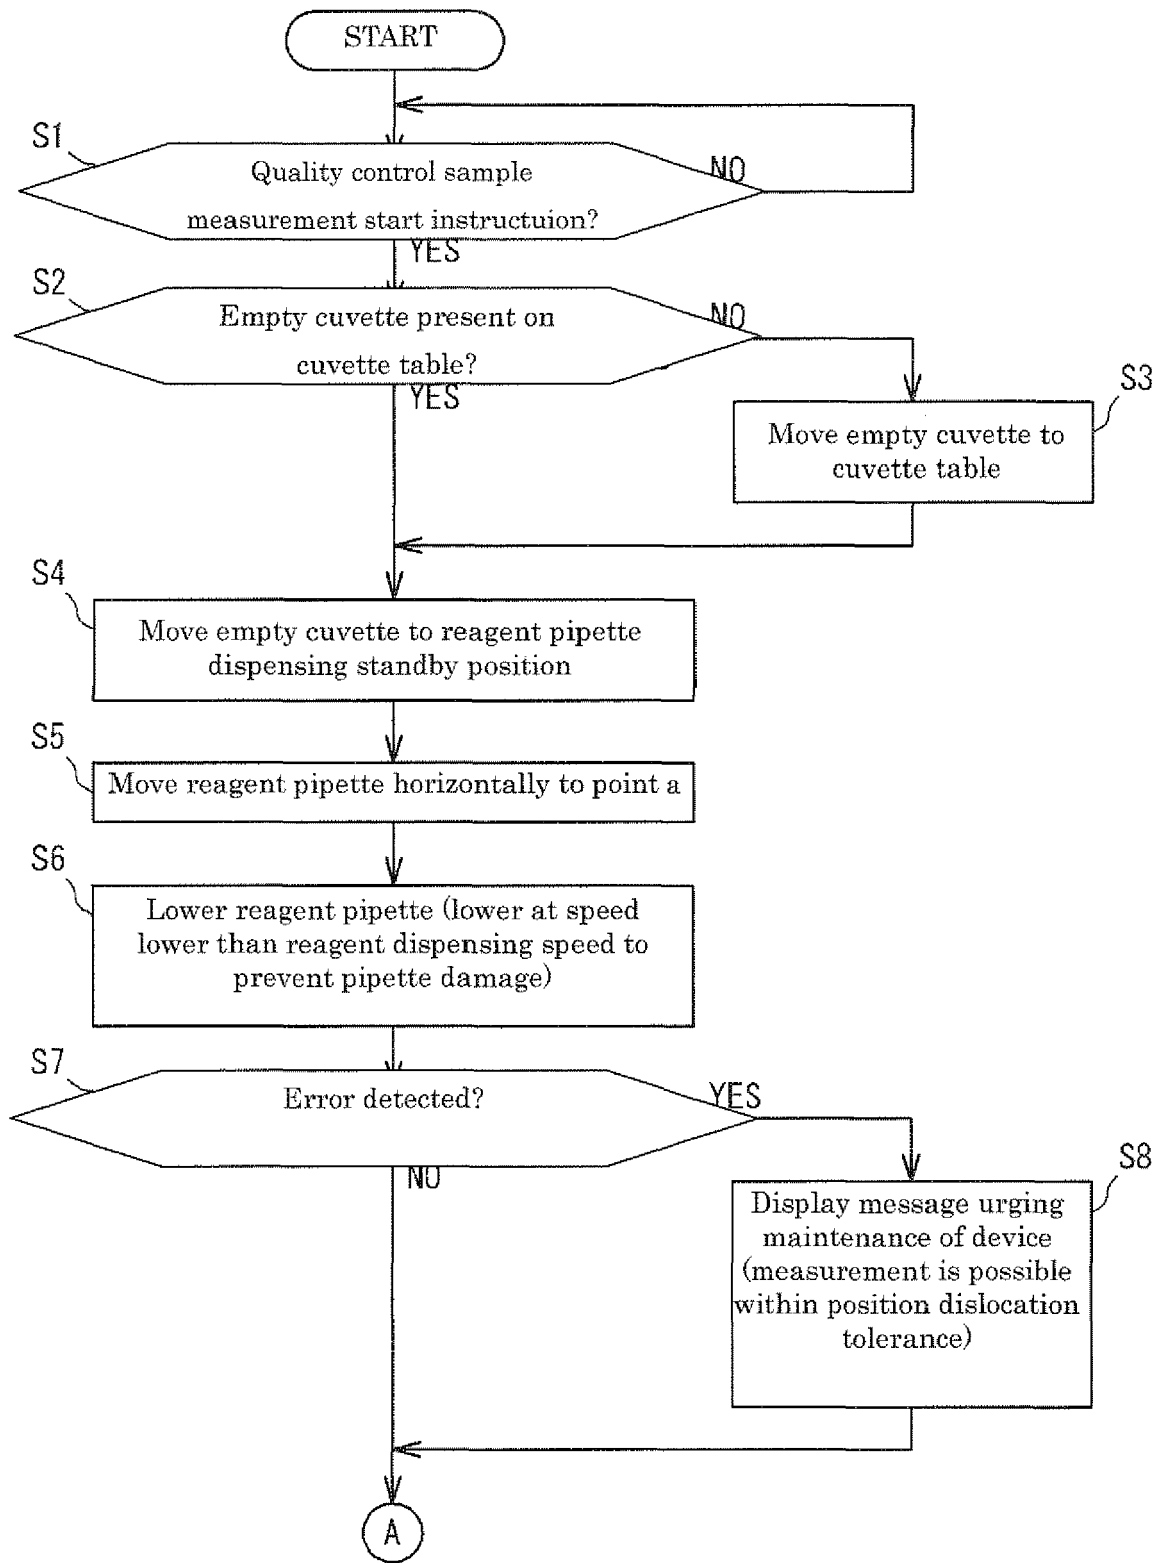 START
S1
Quality control sample
measurement start instructuion?
NO
YES
S2
Empty cuvette present on
cuvette table?
NO
YES
S3
Move empty cuvette to
cuvette table
S4
Move empty cuvette to reagent pipette
dispensing standby position
S5
Move reagent pipette horizontally to point a
S6
Lower reagent pipette (lower at speed
lower than reagent dispensing speed to
prevent pipette damage)
S7
Error detected?
YES
NO
S8
Display message urging
maintenance of device
(measurement is possible
within position dislocation
tolerance)
A